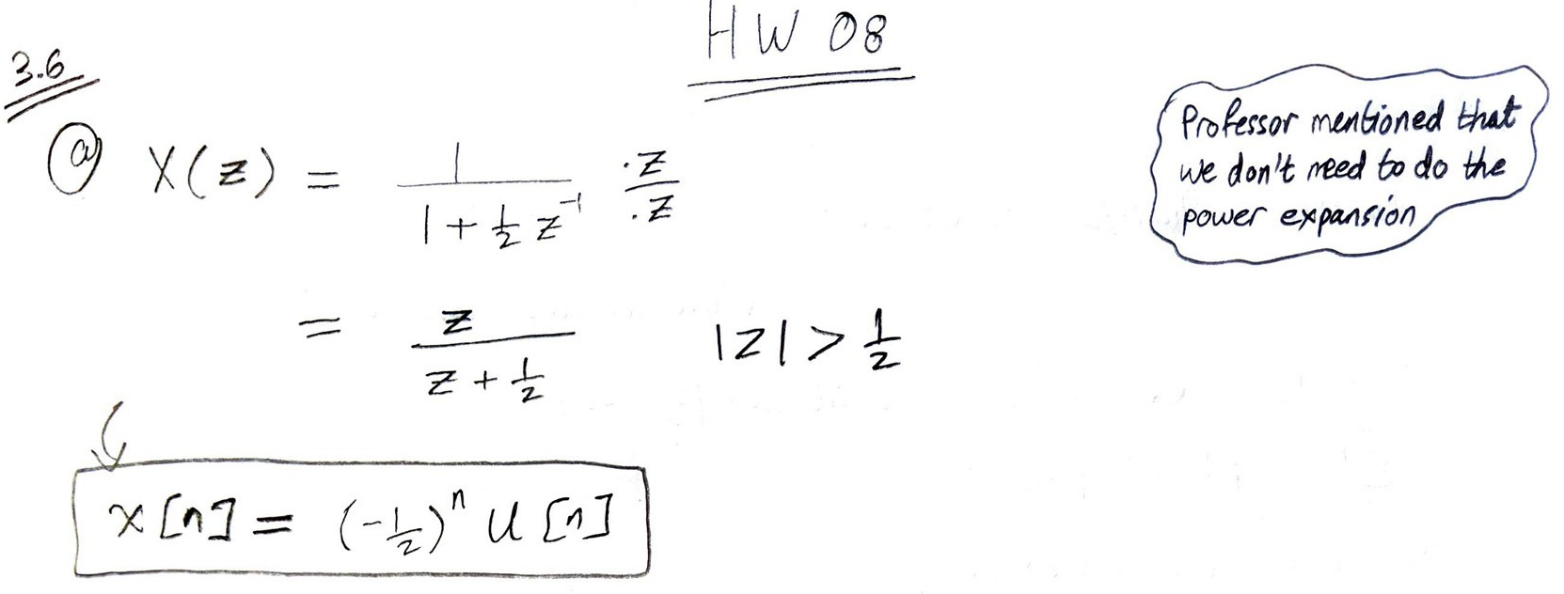 HW 08
3.6
Professor mentioned that
we don't need to do the
power expansion
(a) X(z) = 1 / (1 + 1/2 z^-1) · z / · z
= z / (z + 1/2) |z| > 1/2
x[n] = (-1/2)^n u[n]